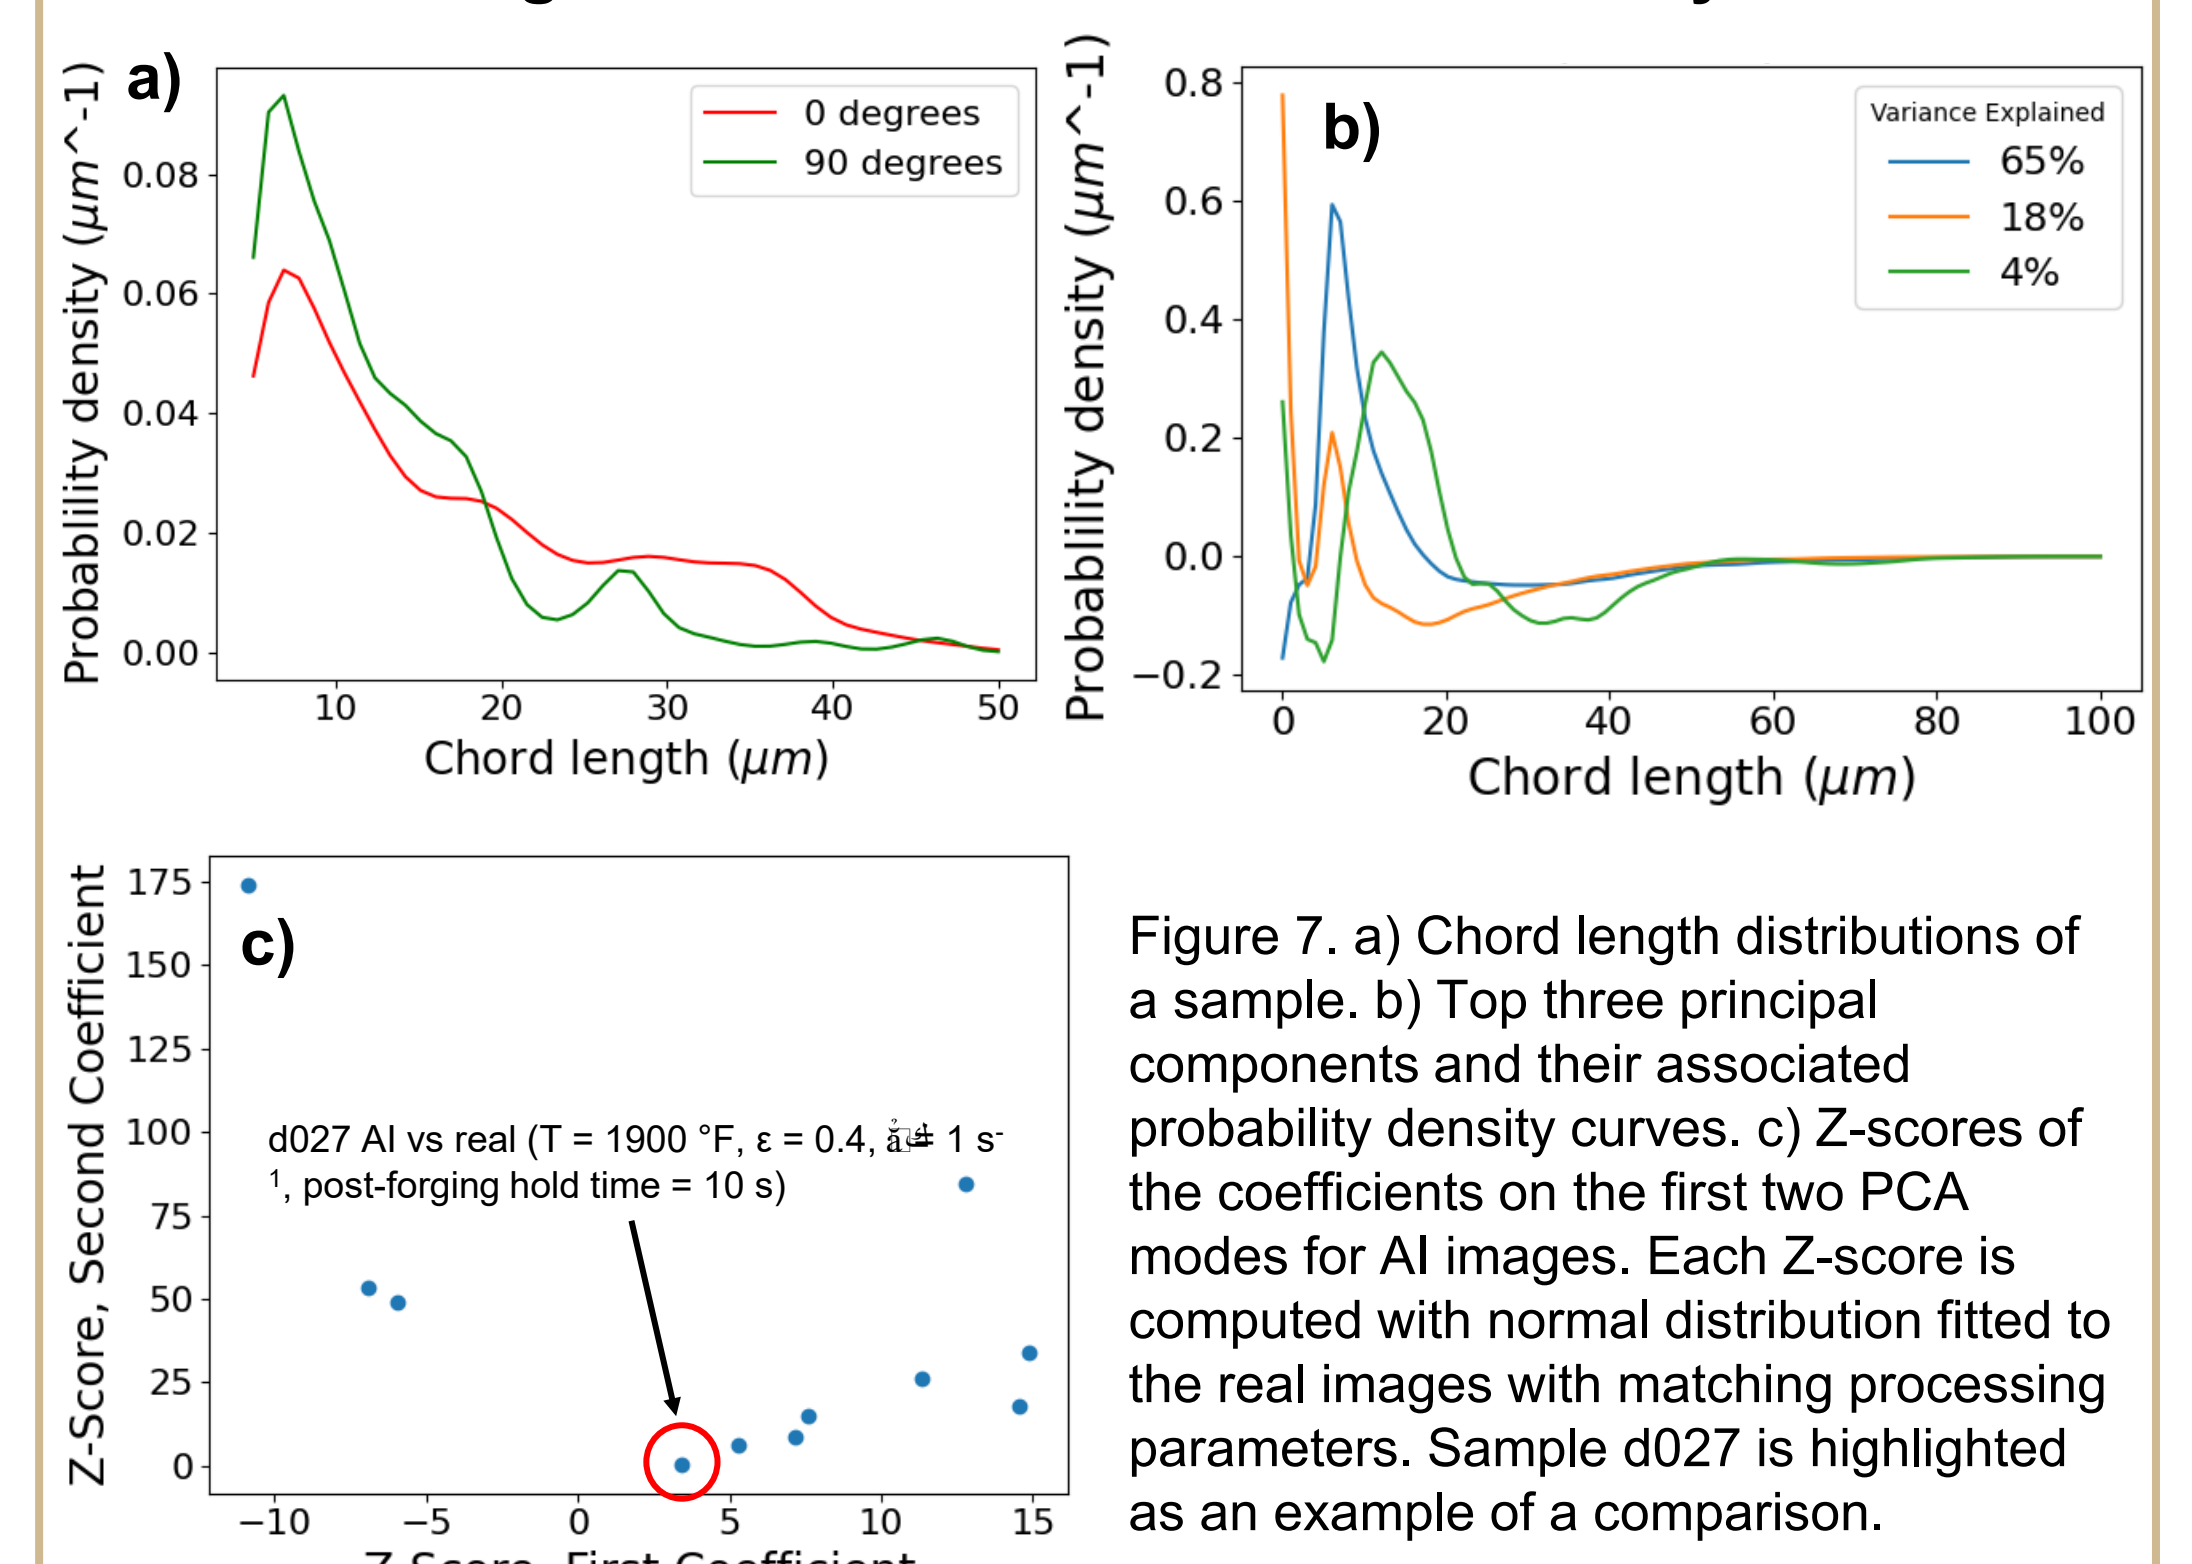 a)
0 degrees
90 degrees
Probablility density (μm^-1)
0.08
0.06
0.04
0.02
0.00
10 20 30 40 50
Chord length (μm)
b)
Variance Explained
65%
18%
4%
Probablility density (μm^-1)
0.8
0.6
0.4
0.2
0.0
−0.2
0 20 40 60 80 100
Chord length (μm)
c)
Z-Score, Second Coefficient
175
150
125
100
75
50
25
0
d027 AI vs real (T = 1900 °F, ε = 0.4, = 1 s-
1, post-forging hold time = 10 s)
−10 −5 0 5 10 15
Z-Score, First Coefficient
Figure 7. a) Chord length distributions of
a sample. b) Top three principal
components and their associated
probability density curves. c) Z-scores of
the coefficients on the first two PCA
modes for AI images. Each Z-score is
computed with normal distribution fitted to
the real images with matching processing
parameters. Sample d027 is highlighted
as an example of a comparison.